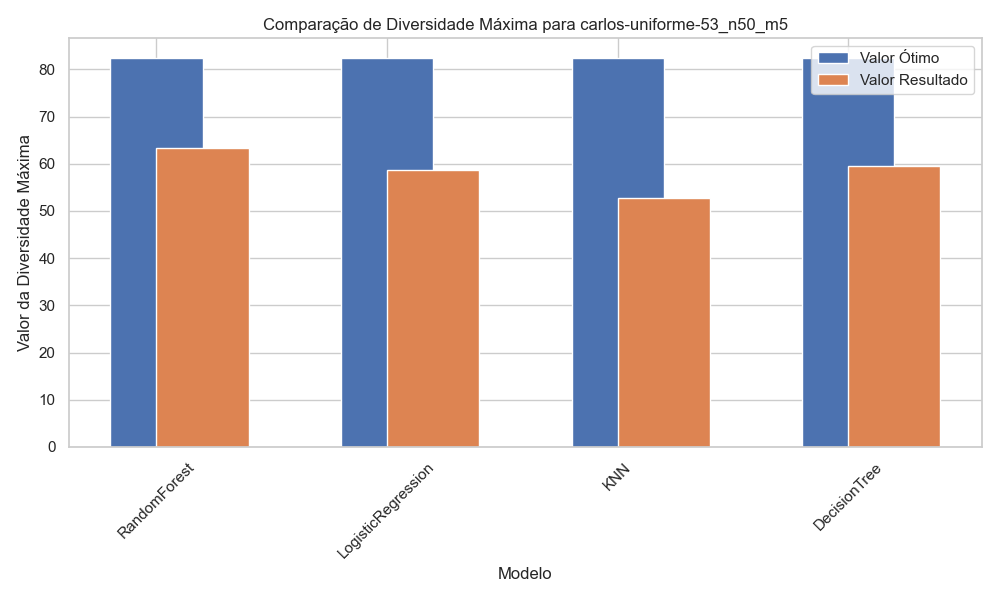 Comparação de Diversidade Máxima para carlos-uniforme-53_n50_m5
Valor Ótimo
Valor Resultado
Valor da Diversidade Máxima
80
70
60
50
40
30
20
10
0
RandomForest
LogisticRegression
KNN
DecisionTree
Modelo